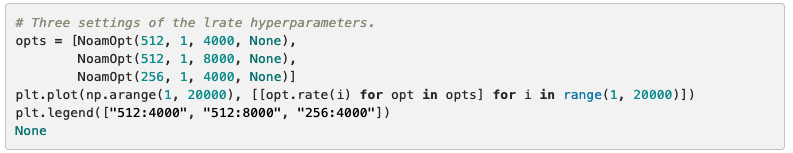 # Three settings of the lrate hyperparameters.
opts = [NoamOpt(512, 1, 4000, None),
        NoamOpt(512, 1, 8000, None),
        NoamOpt(256, 1, 4000, None)]
plt.plot(np.arange(1, 20000), [[opt.rate(i) for opt in opts] for i in range(1, 20000)])
plt.legend(["512:4000", "512:8000", "256:4000"])
None